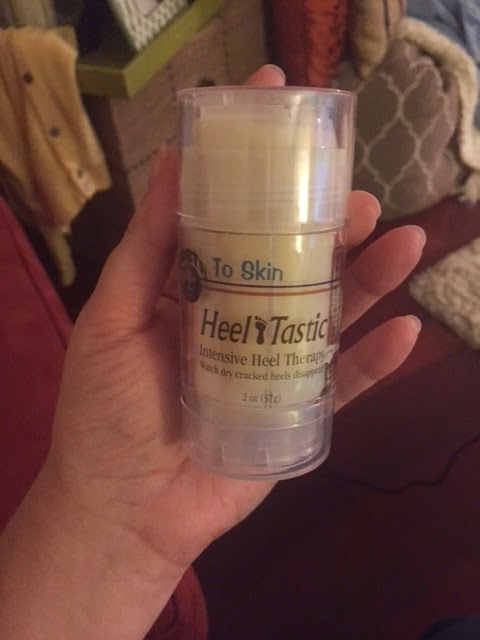 To Skin
Heel Tastic
Intensive Heel Therapy
Watch dry cracked heels disappear
2 oz (57g)